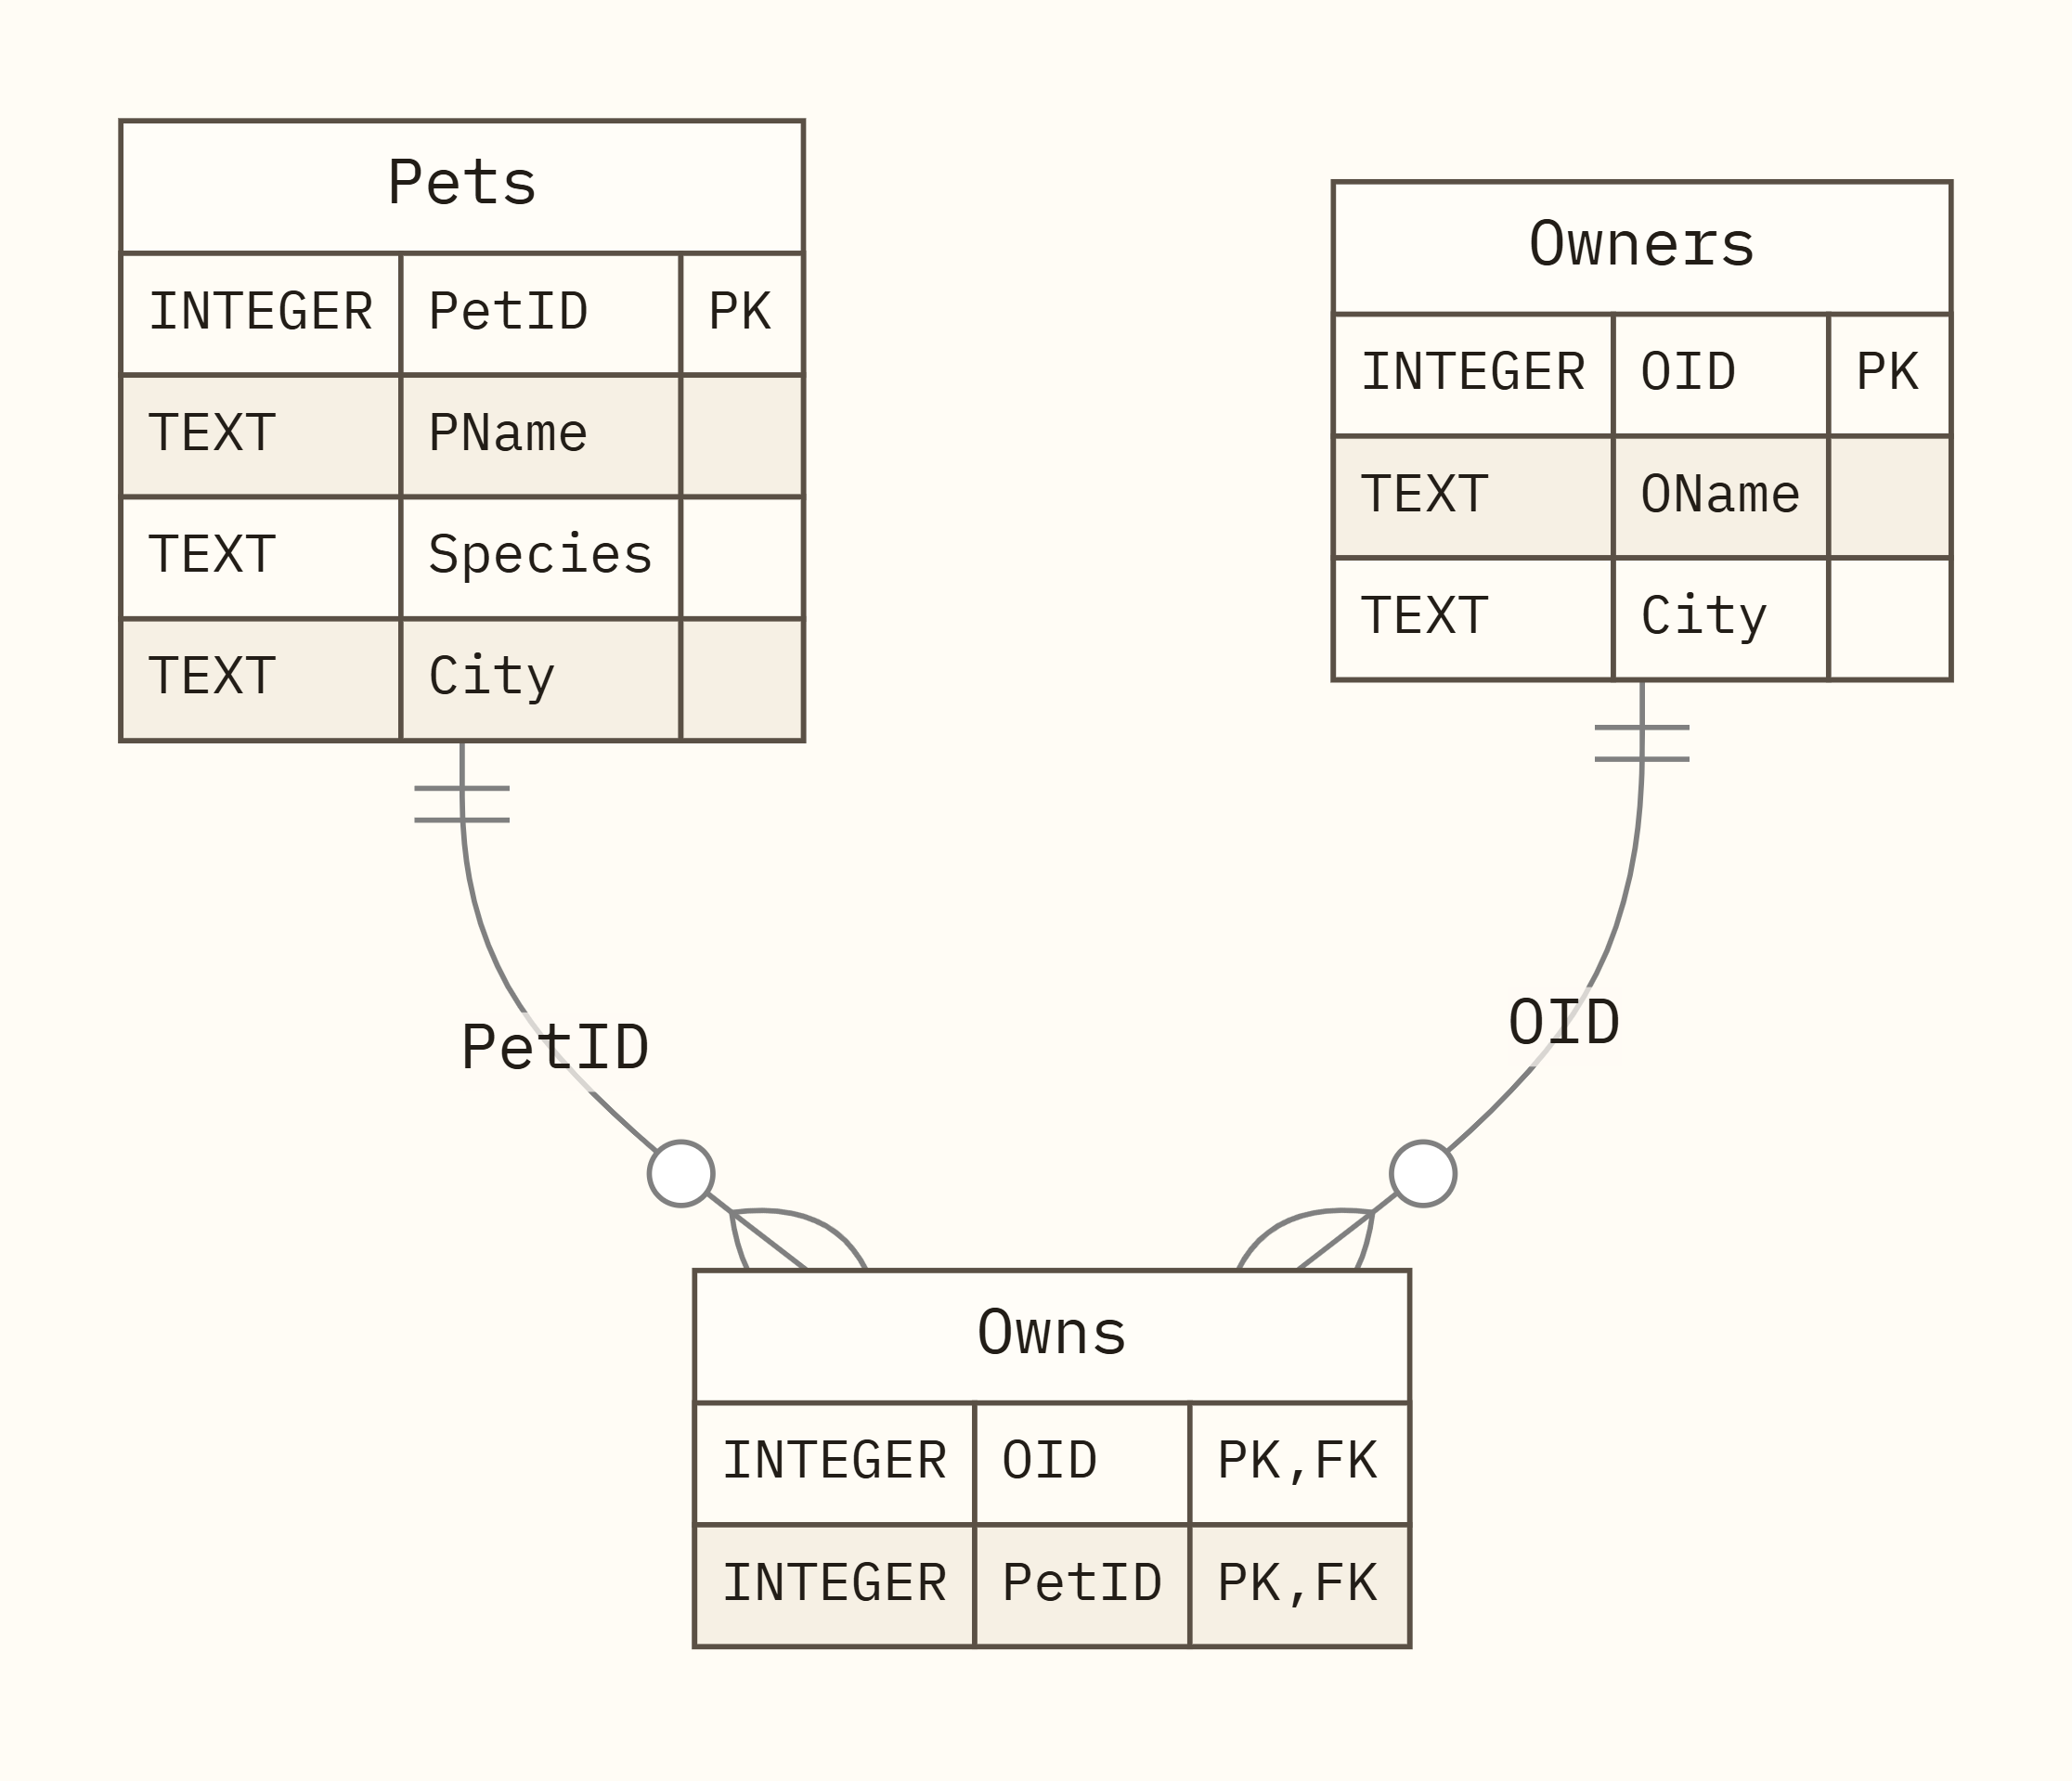 Pets
INTEGER PetID PK
TEXT PName
TEXT Species
TEXT City
Owners
INTEGER OID PK
TEXT OName
TEXT City
PetID
OID
Owns
INTEGER OID PK,FK
INTEGER PetID PK,FK